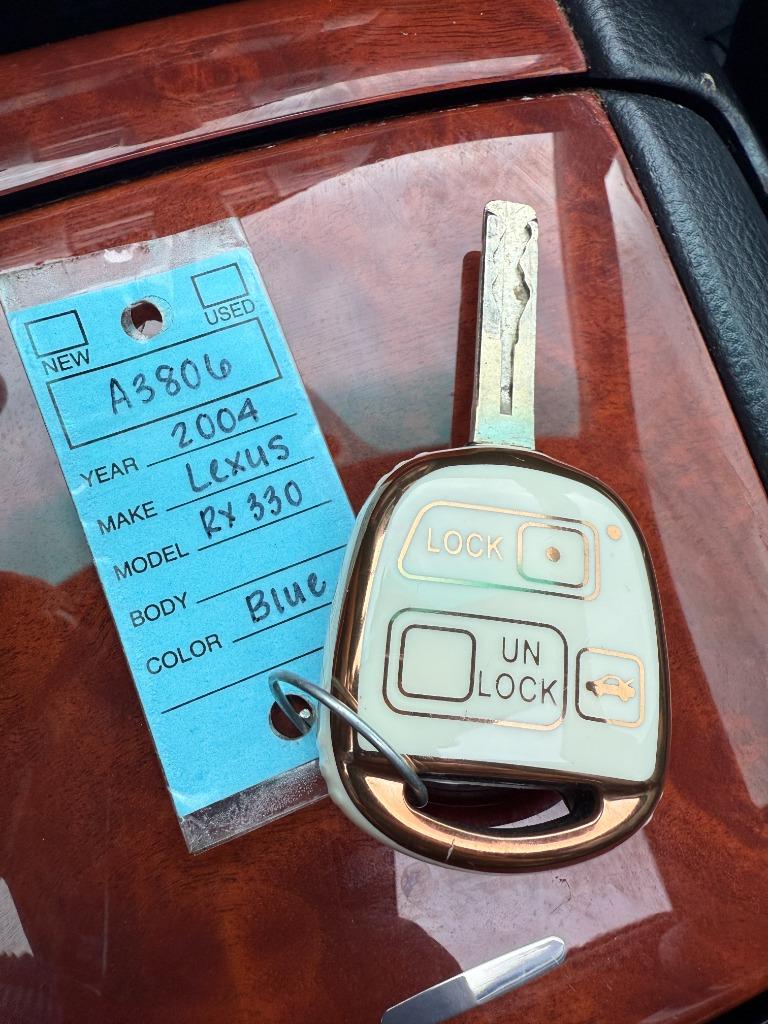 NEW USED
A3806
YEAR 2004
MAKE Lexus
MODEL RX 330
BODY
COLOR Blue
LOCK
UN
LOCK